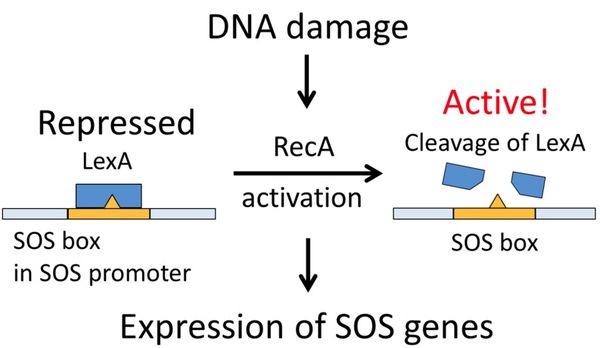 DNA damage
Repressed
LexA
SOS box
in SOS promoter
RecA
activation
Active!
Cleavage of LexA
SOS box
Expression of SOS genes